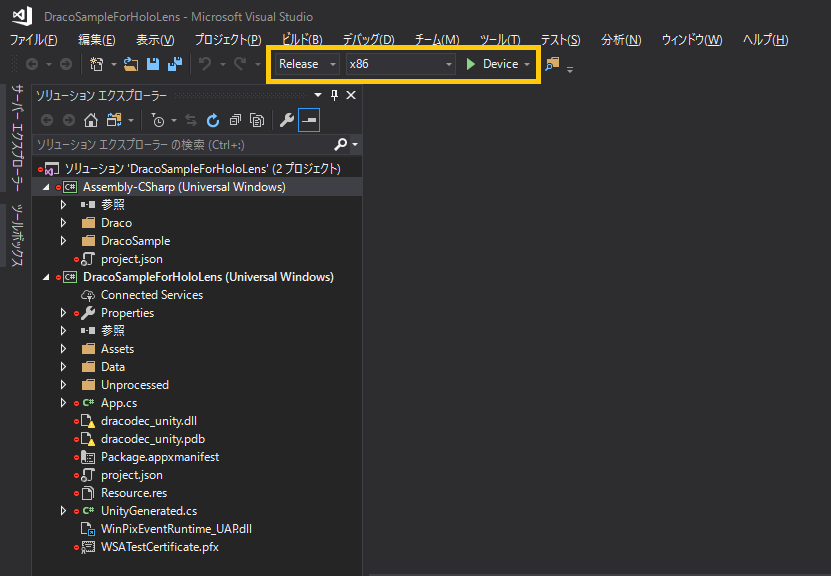 DracoSampleForHoloLens - Microsoft Visual Studio
ファイル(F) 編集(E) 表示(V) プロジェクト(P) ビルド(B) デバッグ(D) チーム(M) ツール(T) テスト(S) 分析(N) ウィンドウ(W) ヘルプ(H)
Release x86 Device
サーバー エクスプローラー
ツールボックス
ソリューション エクスプローラー
ソリューション エクスプローラー の検索 (Ctrl+:)
ソリューション 'DracoSampleForHoloLens' (2 プロジェクト)
C# Assembly-CSharp (Universal Windows)
参照
Draco
DracoSample
project.json
C# DracoSampleForHoloLens (Universal Windows)
Connected Services
Properties
参照
Assets
Data
Unprocessed
C# App.cs
dracodec_unity.dll
dracodec_unity.pdb
Package.appxmanifest
project.json
Resource.res
C# UnityGenerated.cs
WinPixEventRuntime_UAP.dll
WSATestCertificate.pfx